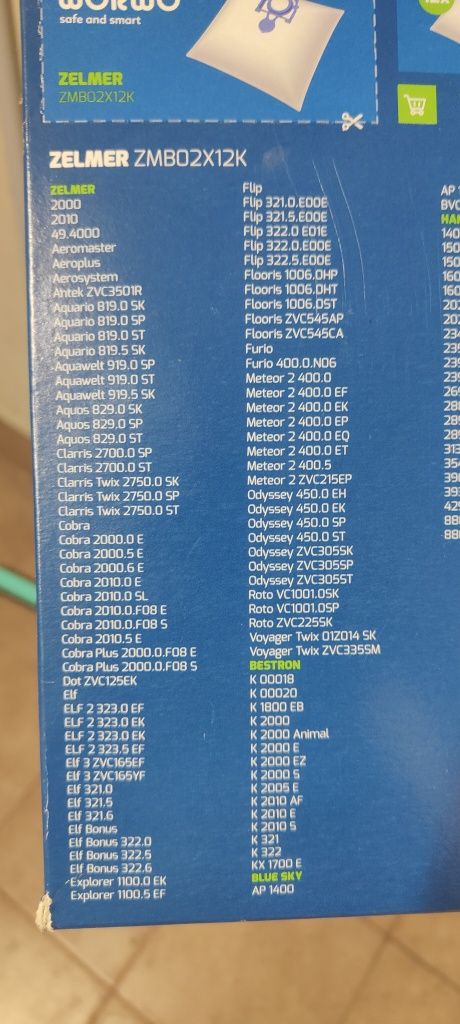 WORWO
safe and smart
ZELMER
ZMB02X12K
12X
ZELMER ZMB02X12K
ZELMER
2000
2010
49.4000
Aeromaster
Aeroplus
Aerosystem
Ahtek ZVC3501R
Aquario 819.0 SK
Aquario 819.0 SP
Aquario 819.0 ST
Aquario 819.5 SK
Aquawelt 919.0 SP
Aquawelt 919.0 ST
Aquawelt 919.5 SK
Aquos 829.0 SK
Aquos 829.0 SP
Aquos 829.0 ST
Clarris 2700.0 SP
Clarris 2700.0 ST
Clarris Twix 2750.0 SK
Clarris Twix 2750.0 SP
Clarris Twix 2750.0 ST
Cobra
Cobra 2000.0 E
Cobra 2000.5 E
Cobra 2000.6 E
Cobra 2010.0 E
Cobra 2010.0 SL
Cobra 2010.0.F08 E
Cobra 2010.0.F08 S
Cobra 2010.5 E
Cobra Plus 2000.0.F08 E
Cobra Plus 2000.0.F08 S
Dot ZVC125EK
Elf
ELF 2 323.0 EF
ELF 2 323.0 EK
ELF 2 323.0 EK
ELF 2 323.5 EF
Elf 3 ZVC165EF
Elf 3 ZVC165YF
Elf 321.0
Elf 321.5
Elf 321.6
Elf Bonus
Elf Bonus 322.0
Elf Bonus 322.5
Elf Bonus 322.6
Explorer 1100.0 EK
Explorer 1100.5 EF
Flip
Flip 321.0.E00E
Flip 321.5.E00E
Flip 322.0 E01E
Flip 322.0.E00E
Flip 322.5.E00E
Flooris 1006.0HP
Flooris 1006.0HT
Flooris 1006.0ST
Flooris ZVC545AP
Flooris ZVC545CA
Furio
Furio 400.0.N06
Meteor 2 400.0
Meteor 2 400.0 EF
Meteor 2 400.0 EK
Meteor 2 400.0 EP
Meteor 2 400.0 EQ
Meteor 2 400.0 ET
Meteor 2 400.5
Meteor 2 ZVC215EP
Odyssey 450.0 EH
Odyssey 450.0 EK
Odyssey 450.0 SP
Odyssey 450.0 ST
Odyssey ZVC305SK
Odyssey ZVC305SP
Odyssey ZVC305ST
Roto VC1001.0SK
Roto VC1001.0SP
Roto ZVC225SK
Voyager Twix 01Z014 SK
Voyager Twix ZVC335SM
BESTRON
K 00018
K 00020
K 1800 EB
K 2000
K 2000 Animal
K 2000 E
K 2000 EZ
K 2000 S
K 2005 E
K 2010 AF
K 2010 E
K 2010 S
K 321
K 322
KX 1700 E
BLUE SKY
AP 1400
AP